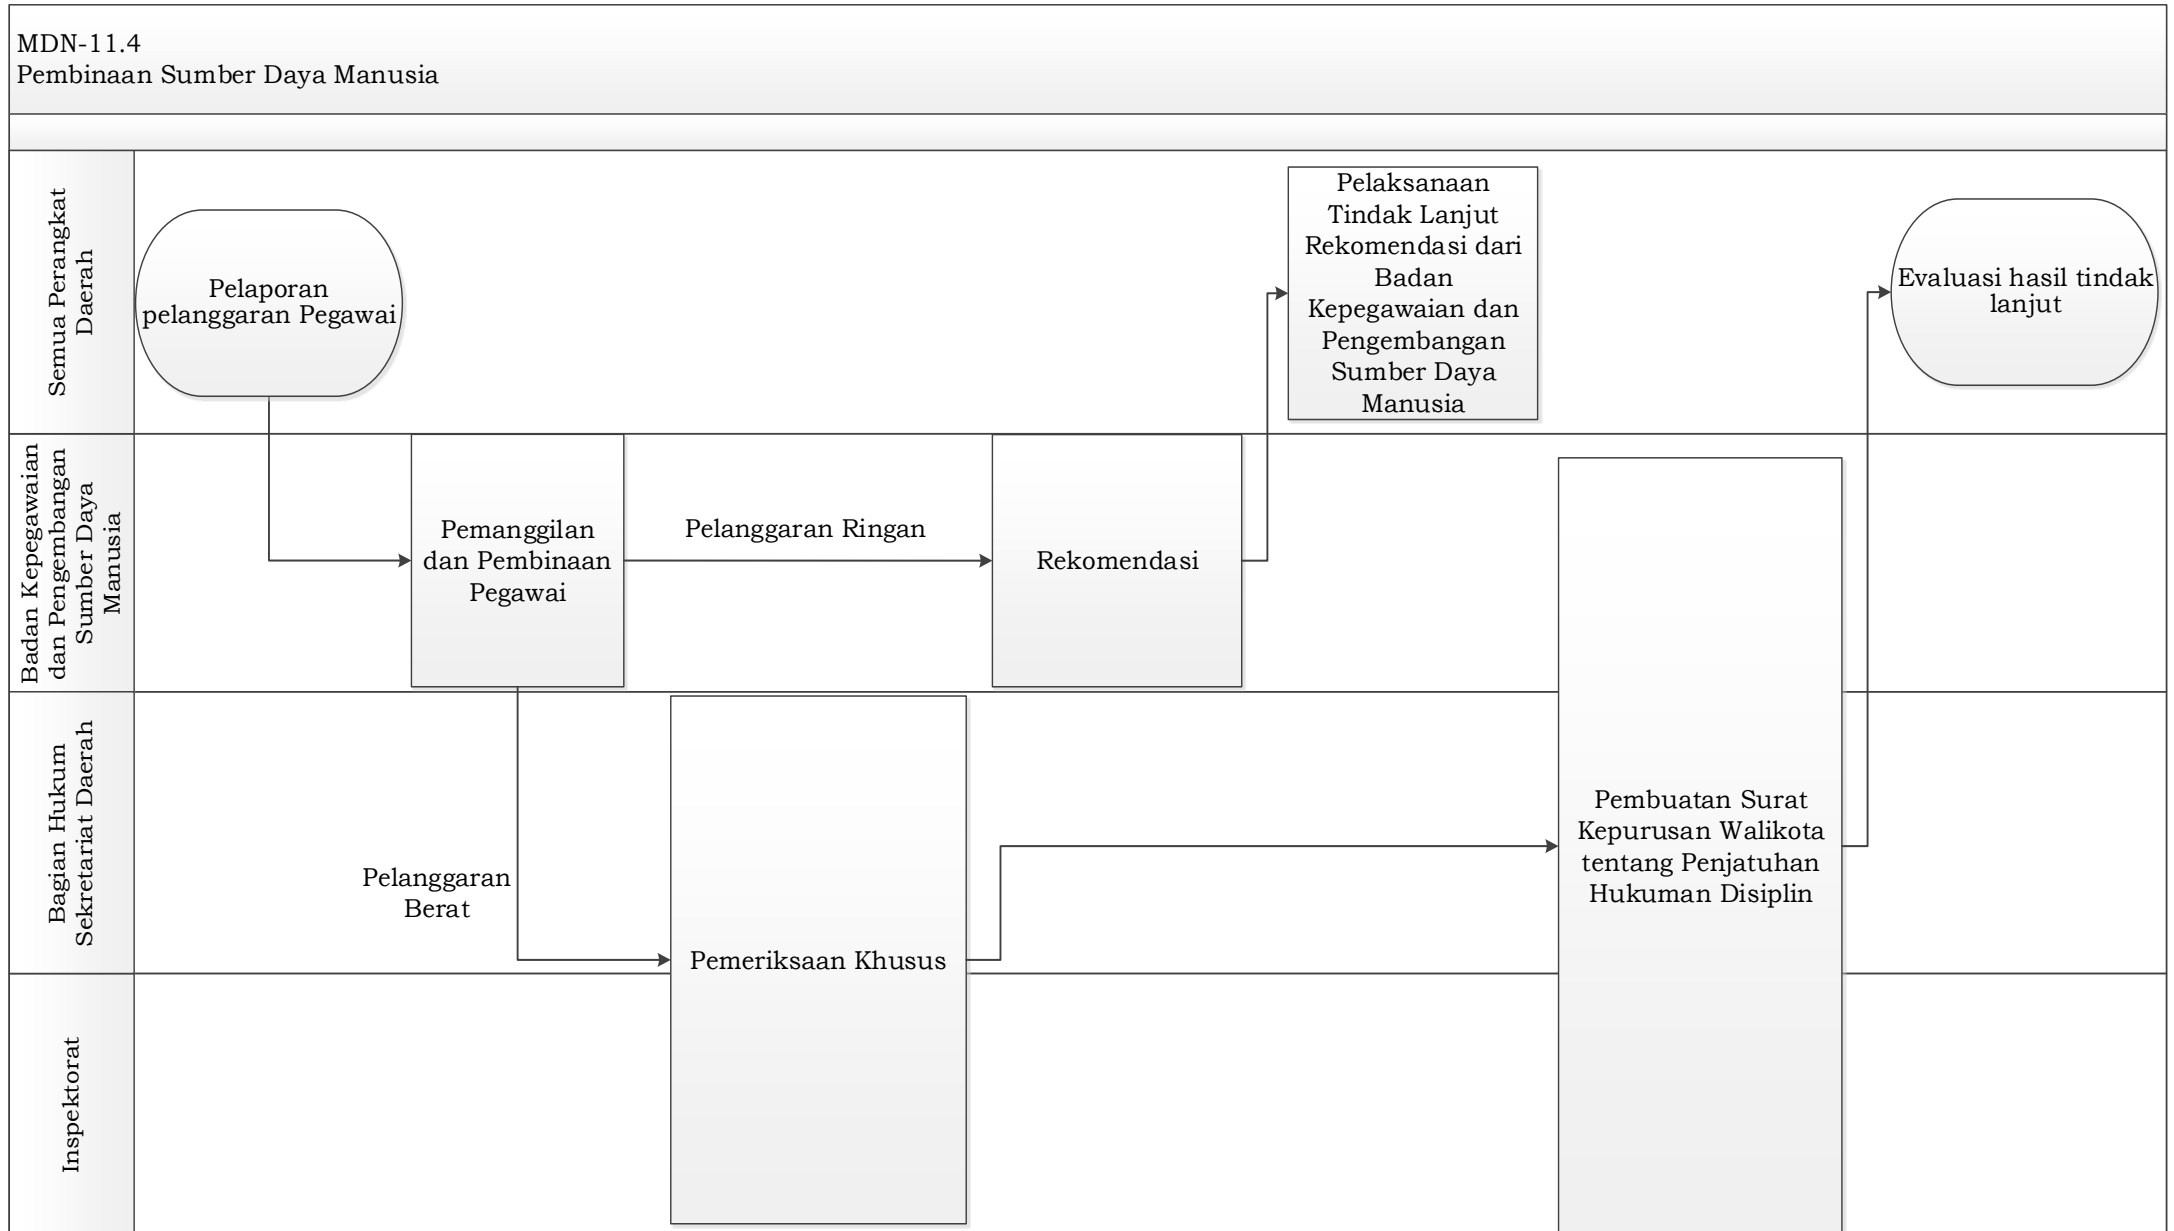 MDN-11.4
Pembinaan Sumber Daya Manusia
Semua Perangkat
Daerah
Pelaporan
pelanggaran Pegawai
Pelaksanaan
Tindak Lanjut
Rekomendasi dari
Badan
Kepegawaian dan
Pengembangan
Sumber Daya
Manusia
Evaluasi hasil tindak
lanjut
Badan Kepegawaian
dan Pengembangan
Sumber Daya
Manusia
Pemanggilan
dan Pembinaan
Pegawai
Pelanggaran Ringan
Rekomendasi
Bagian Hukum
Sekretariat Daerah
Pelanggaran
Berat
Pemeriksaan Khusus
Pembuatan Surat
Kepurusan Walikota
tentang Penjatuhan
Hukuman Disiplin
Inspektorat